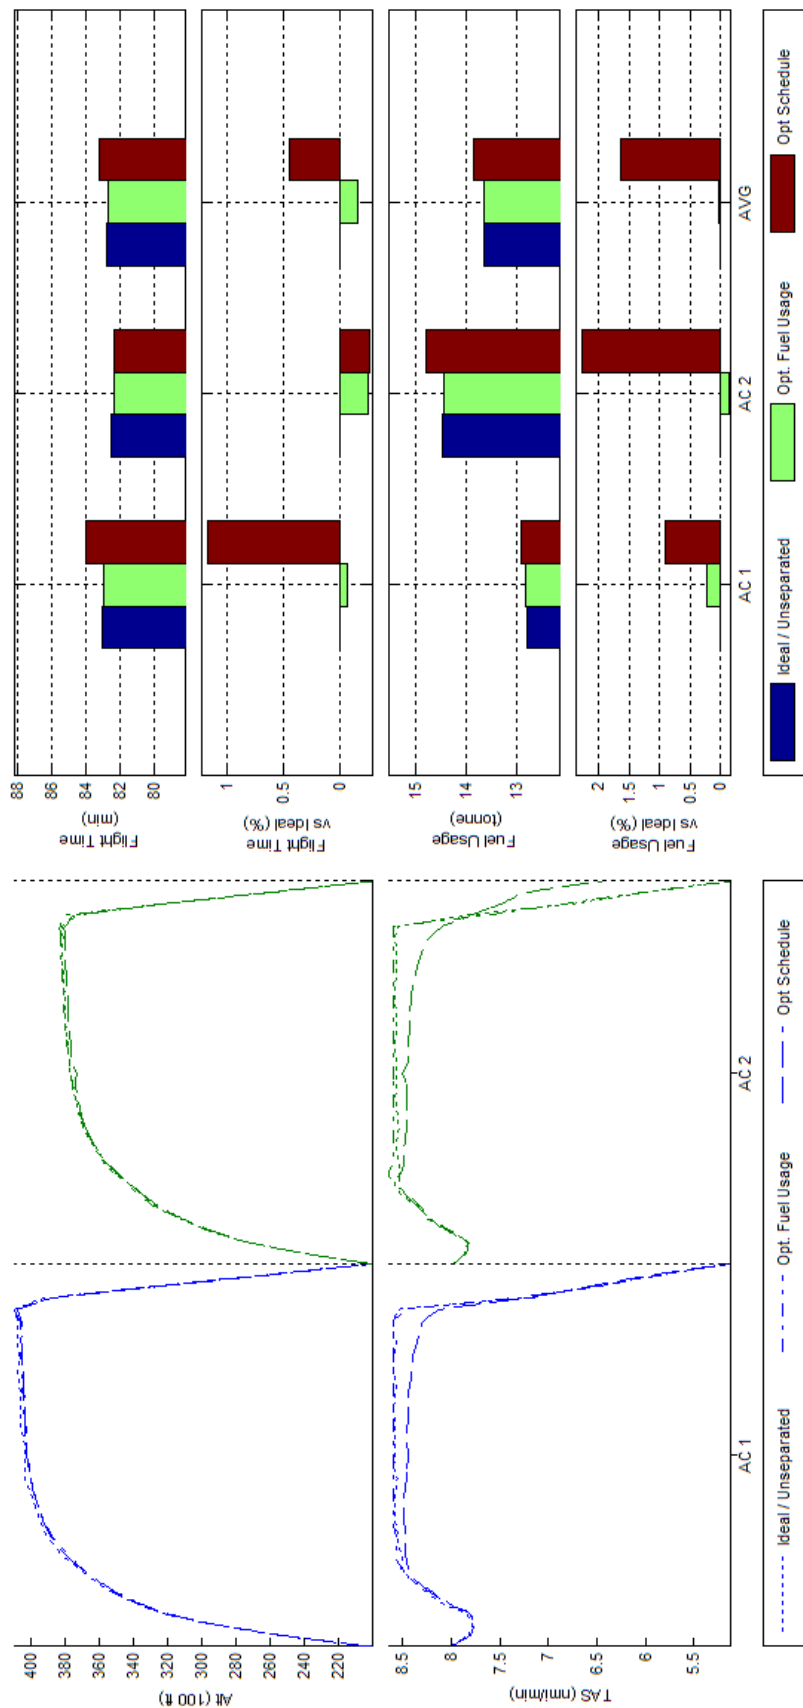 Alt (100 ft)
400
380
360
340
320
300
280
260
240
220
TAS (nmi/min)
8.5
8
7.5
7
6.5
6
5.5
AC 1
AC 2
Ideal / Unseparated
Opt. Fuel Usage
Opt Schedule
Flight Time
(min)
88
86
84
82
80
Flight Time
vs Ideal (%)
1
0.5
0
Fuel Usage
(tonne)
15
14
13
Fuel Usage
vs Ideal (%)
2
1.5
1
0.5
0
AC 1
AC 2
AVG
Ideal / Unseparated
Opt. Fuel Usage
Opt Schedule